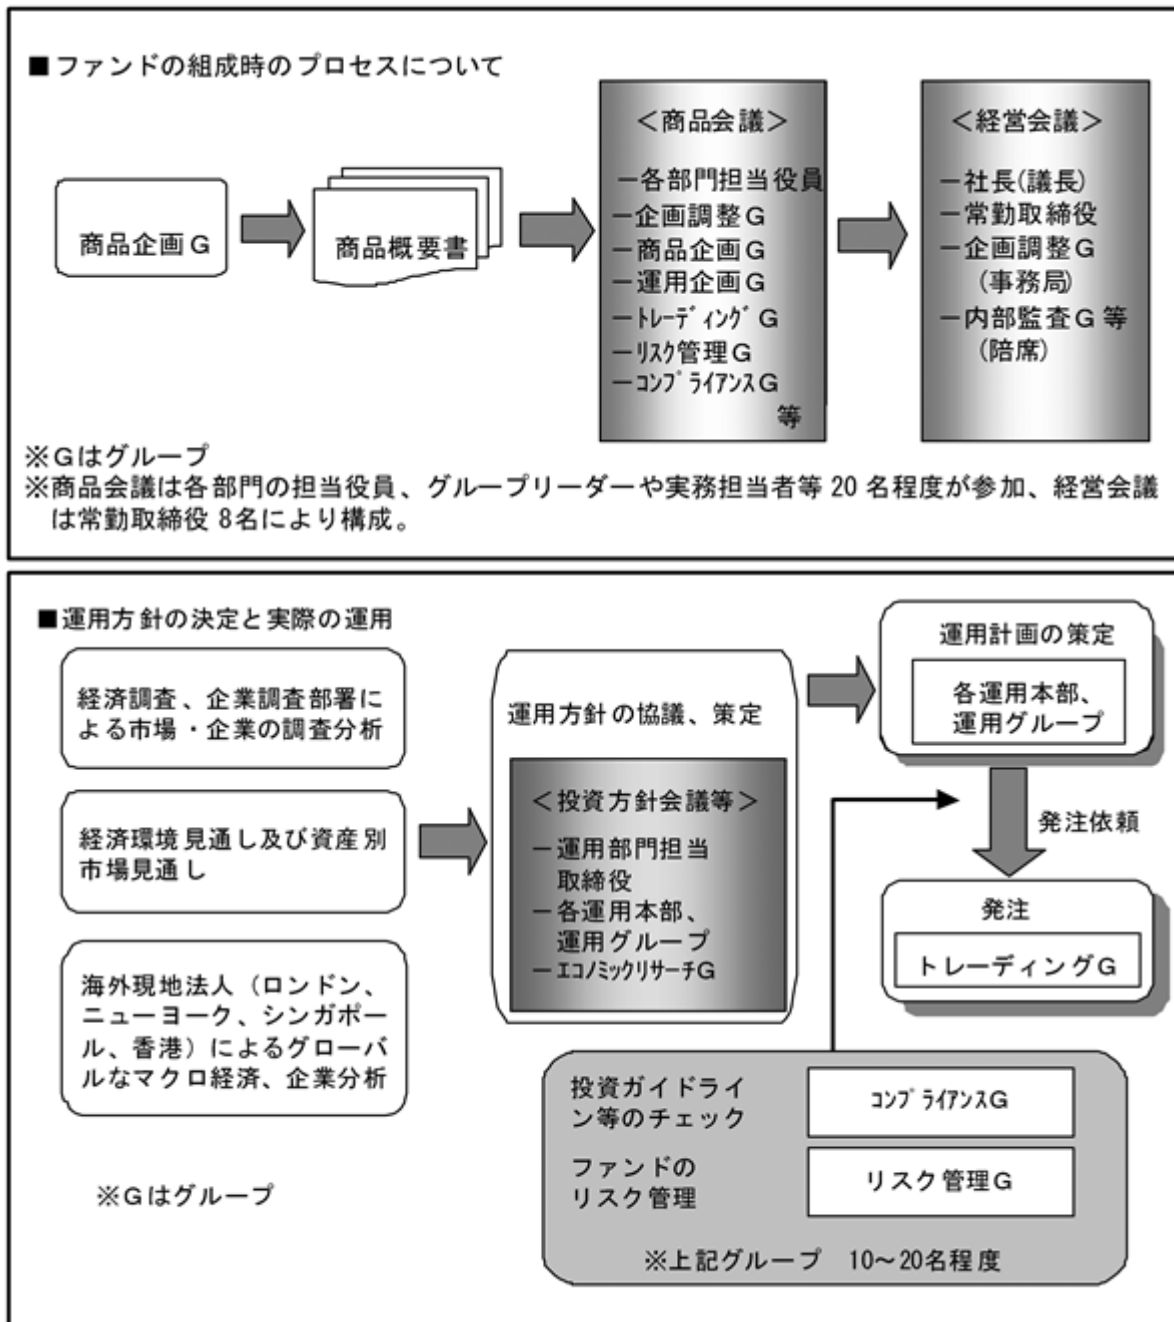 ■ファンドの組成時のプロセスについて
商品企画G
商品概要書
＜商品会議＞
－各部門担当役員
－企画調整G
－商品企画G
－運用企画G
－ﾄﾚｰﾃﾞｨﾝｸﾞG
－ﾘｽｸ管理G
－ｺﾝﾌﾟﾗｲｱﾝｽG
等
＜経営会議＞
－社長(議長)
－常勤取締役
－企画調整G
(事務局)
－内部監査G等
(陪席)
※Gはグループ
※商品会議は各部門の担当役員、グループリーダーや実務担当者等 20 名程度が参加、経営会議
は常勤取締役 8名により構成。
■運用方針の決定と実際の運用
経済調査、企業調査部署に
よる市場・企業の調査分析
経済環境見通し及び資産別
市場見通し
海外現地法人（ロンドン、
ニューヨーク、シンガポー
ル、香港）によるグローバ
ルなマクロ経済、企業分析
※Gはグループ
運用方針の協議、策定
＜投資方針会議等＞
－運用部門担当
取締役
－各運用本部、
運用グループ
－ｴｺﾉﾐｯｸﾘｻｰﾁG
運用計画の策定
各運用本部、
運用グループ
発注依頼
発注
トレーディングG
投資ガイドライ
ン等のチェック
ｺﾝﾌﾟﾗｲｱﾝｽG
ファンドの
リスク管理
リスク管理G
※上記グループ　10～20名程度